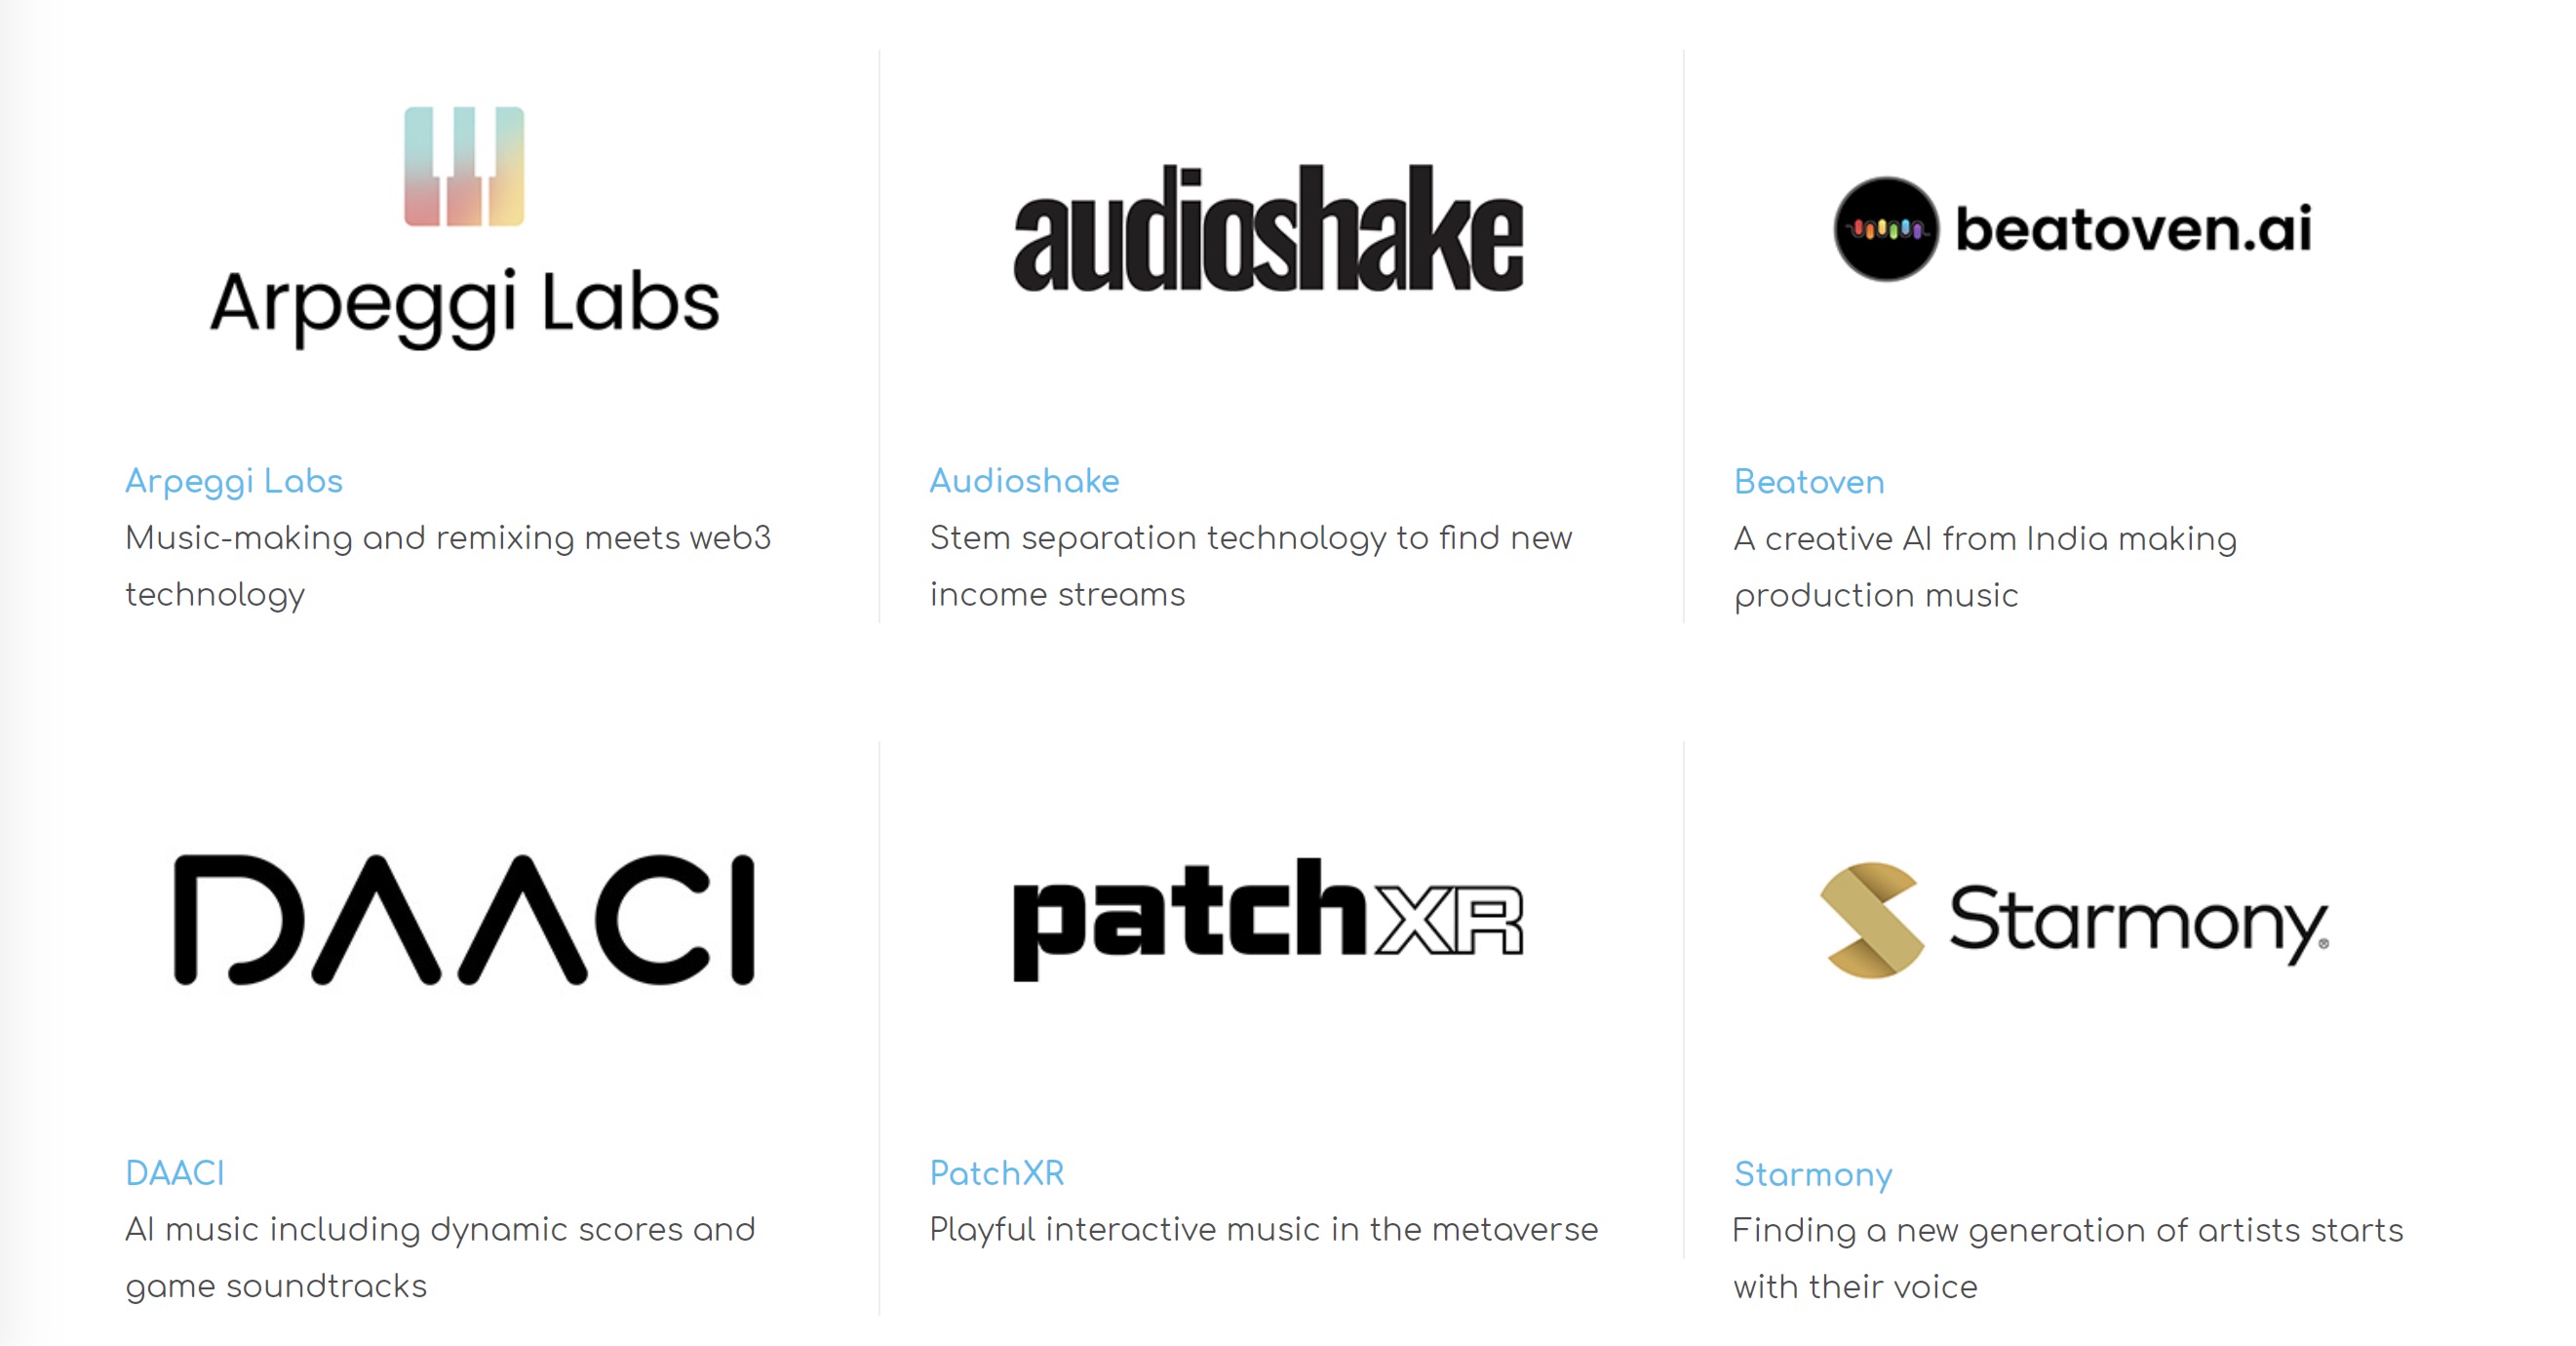 Arpeggi Labs
audioshake
beatoven.ai
Arpeggi Labs
Music-making and remixing meets web3
technology
Audioshake
Stem separation technology to find new
income streams
Beatoven
A creative AI from India making
production music
DAACI
patchXR
Starmony®
DAACI
AI music including dynamic scores and
game soundtracks
PatchXR
Playful interactive music in the metaverse
Starmony
Finding a new generation of artists starts
with their voice